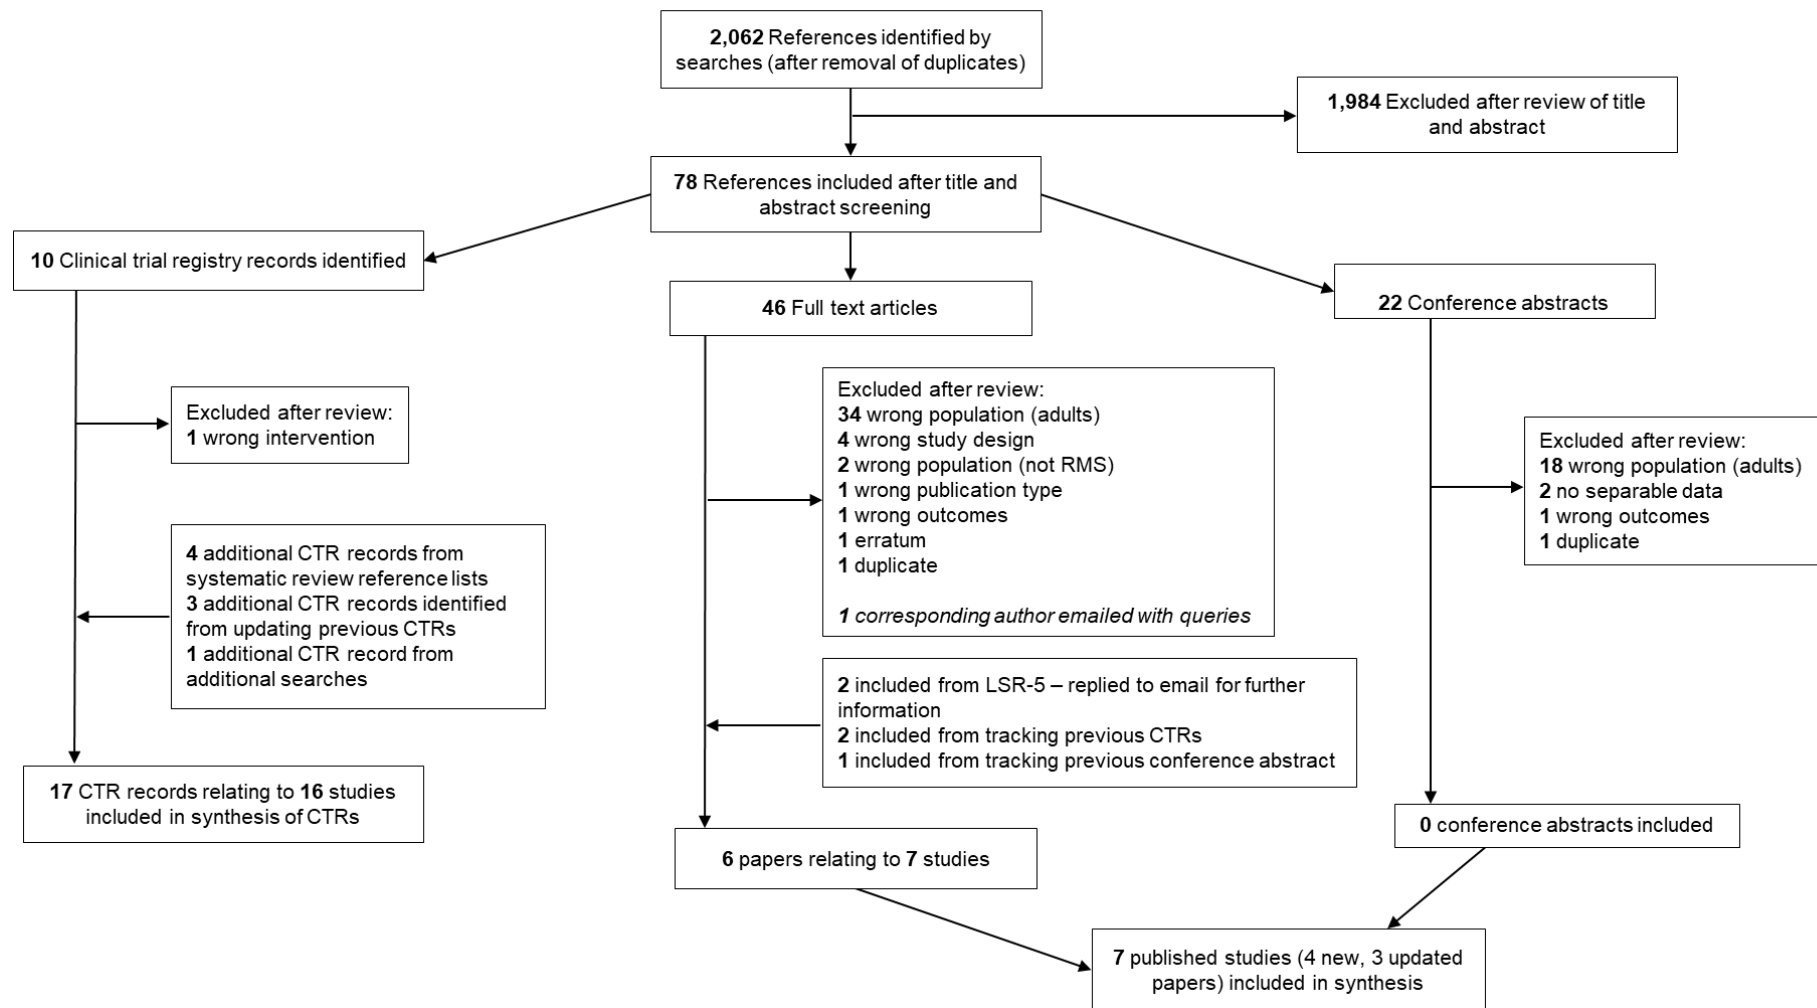 2,062 References identified by
searches (after removal of duplicates)
1,984 Excluded after review of title
and abstract
78 References included after title and
abstract screening
10 Clinical trial registry records identified
46 Full text articles
22 Conference abstracts
Excluded after review:
1 wrong intervention
Excluded after review:
34 wrong population (adults)
4 wrong study design
2 wrong population (not RMS)
1 wrong publication type
1 wrong outcomes
1 erratum
1 duplicate
1 corresponding author emailed with queries
Excluded after review:
18 wrong population (adults)
2 no separable data
1 wrong outcomes
1 duplicate
4 additional CTR records from
systematic review reference lists
3 additional CTR records identified
from updating previous CTRs
1 additional CTR record from
additional searches
2 included from LSR-5 – replied to email for further
information
2 included from tracking previous CTRs
1 included from tracking previous conference abstract
17 CTR records relating to 16 studies
included in synthesis of CTRs
6 papers relating to 7 studies
0 conference abstracts included
7 published studies (4 new, 3 updated
papers) included in synthesis